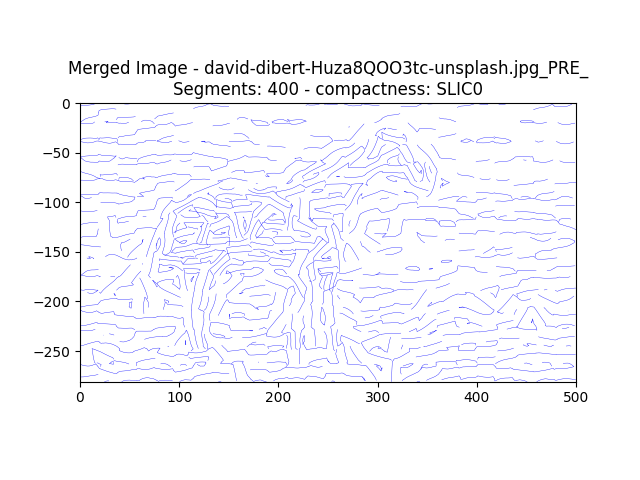 Merged Image - david-dibert-Huza8QOO3tc-unsplash.jpg_PRE_
Segments: 400 - compactness: SLIC0
0
−50
−100
−150
−200
−250
0 100 200 300 400 500